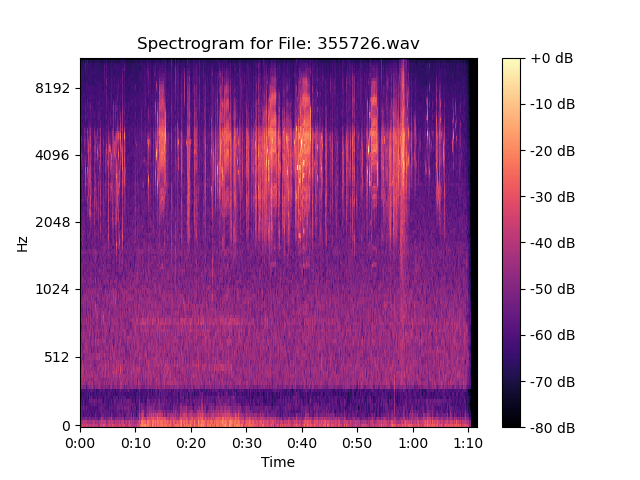 Spectrogram for File: 355726.wav
8192
4096
2048
1024
512
0
Hz
0:00 0:10 0:20 0:30 0:40 0:50 1:00 1:10
Time
+0 dB
-10 dB
-20 dB
-30 dB
-40 dB
-50 dB
-60 dB
-70 dB
-80 dB